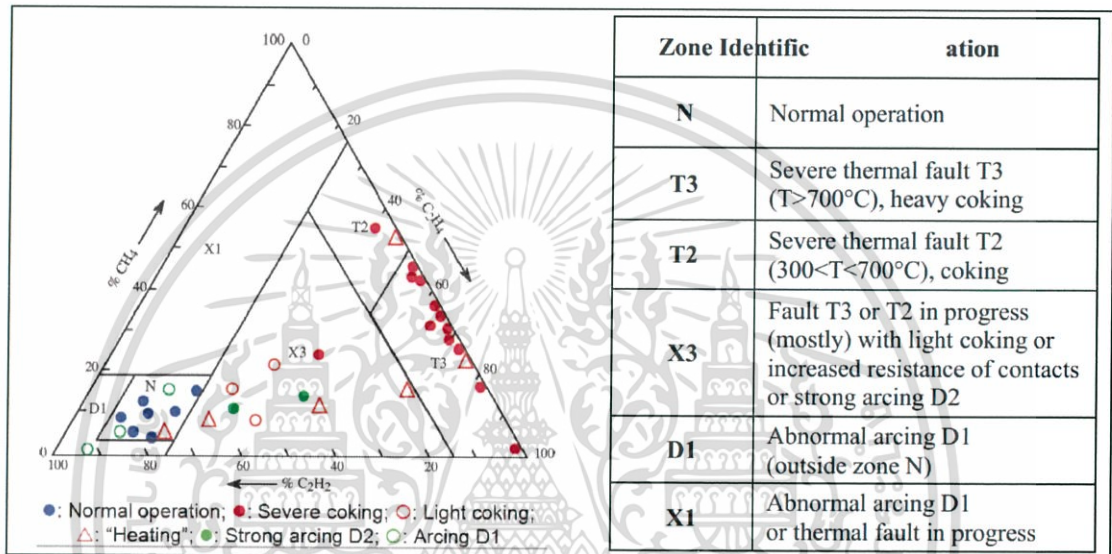 100 0
80
20
% CH4
60
40
X1
T2
% C2H4
40
60
X3
20
N
T3
80
D1
10
0
100 80 60 40 20 100
% C2H2
: Normal operation; : Severe coking; : Light coking;
: "Heating"; : Strong arcing D2; : Arcing D1
Zone Identific ation
N Normal operation
T3 Severe thermal fault T3
(T>700°C), heavy coking
T2 Severe thermal fault T2
(300<T<700°C), coking
X3 Fault T3 or T2 in progress
(mostly) with light coking or
increased resistance of contacts
or strong arcing D2
D1 Abnormal arcing D1
(outside zone N)
X1 Abnormal arcing D1
or thermal fault in progress